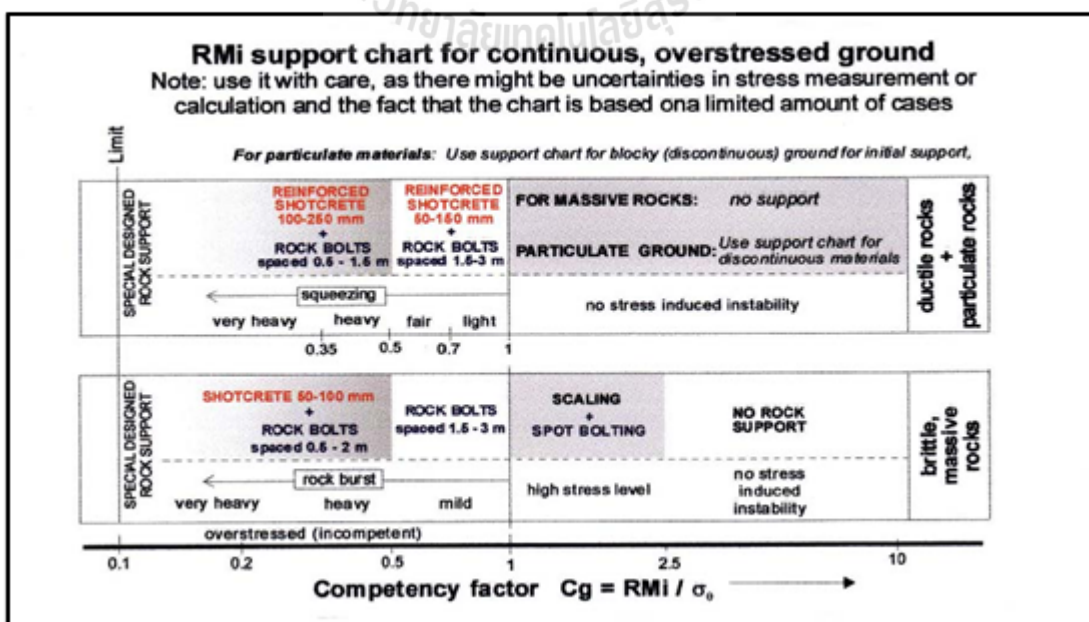 RMi support chart for continuous, overstressed ground
Note: use it with care, as there might be uncertainties in stress measurement or
calculation and the fact that the chart is based ona limited amount of cases
Limit
For particulate materials: Use support chart for blocky (discontinuous) ground for initial support,
SPECIAL DESIGNED
ROCK SUPPORT
REINFORCED
SHOTCRETE
100-250 mm
+
ROCK BOLTS
spaced 0.5 - 1.5 m
REINFORCED
SHOTCRETE
50-150 mm
+
ROCK BOLTS
spaced 1.5-3 m
FOR MASSIVE ROCKS: no support
PARTICULATE GROUND: Use support chart for
discontinuous materials
ductile rocks
+
particulate rocks
squeezing
very heavy heavy fair light
no stress induced instability
0.35 0.5 0.7 1
SPECIAL DESIGNED
ROCK SUPPORT
SHOTCRETE 50-100 mm
+
ROCK BOLTS
spaced 0.5 - 2 m
ROCK BOLTS
spaced 1.5 - 3 m
SCALING
+
SPOT BOLTING
NO ROCK
SUPPORT
brittle,
massive
rocks
rock burst
very heavy heavy mild
high stress level
no stress
induced
instability
overstressed (incompetent)
0.1 0.2 0.5 1 2.5 10
Competency factor Cg = RMi / σ